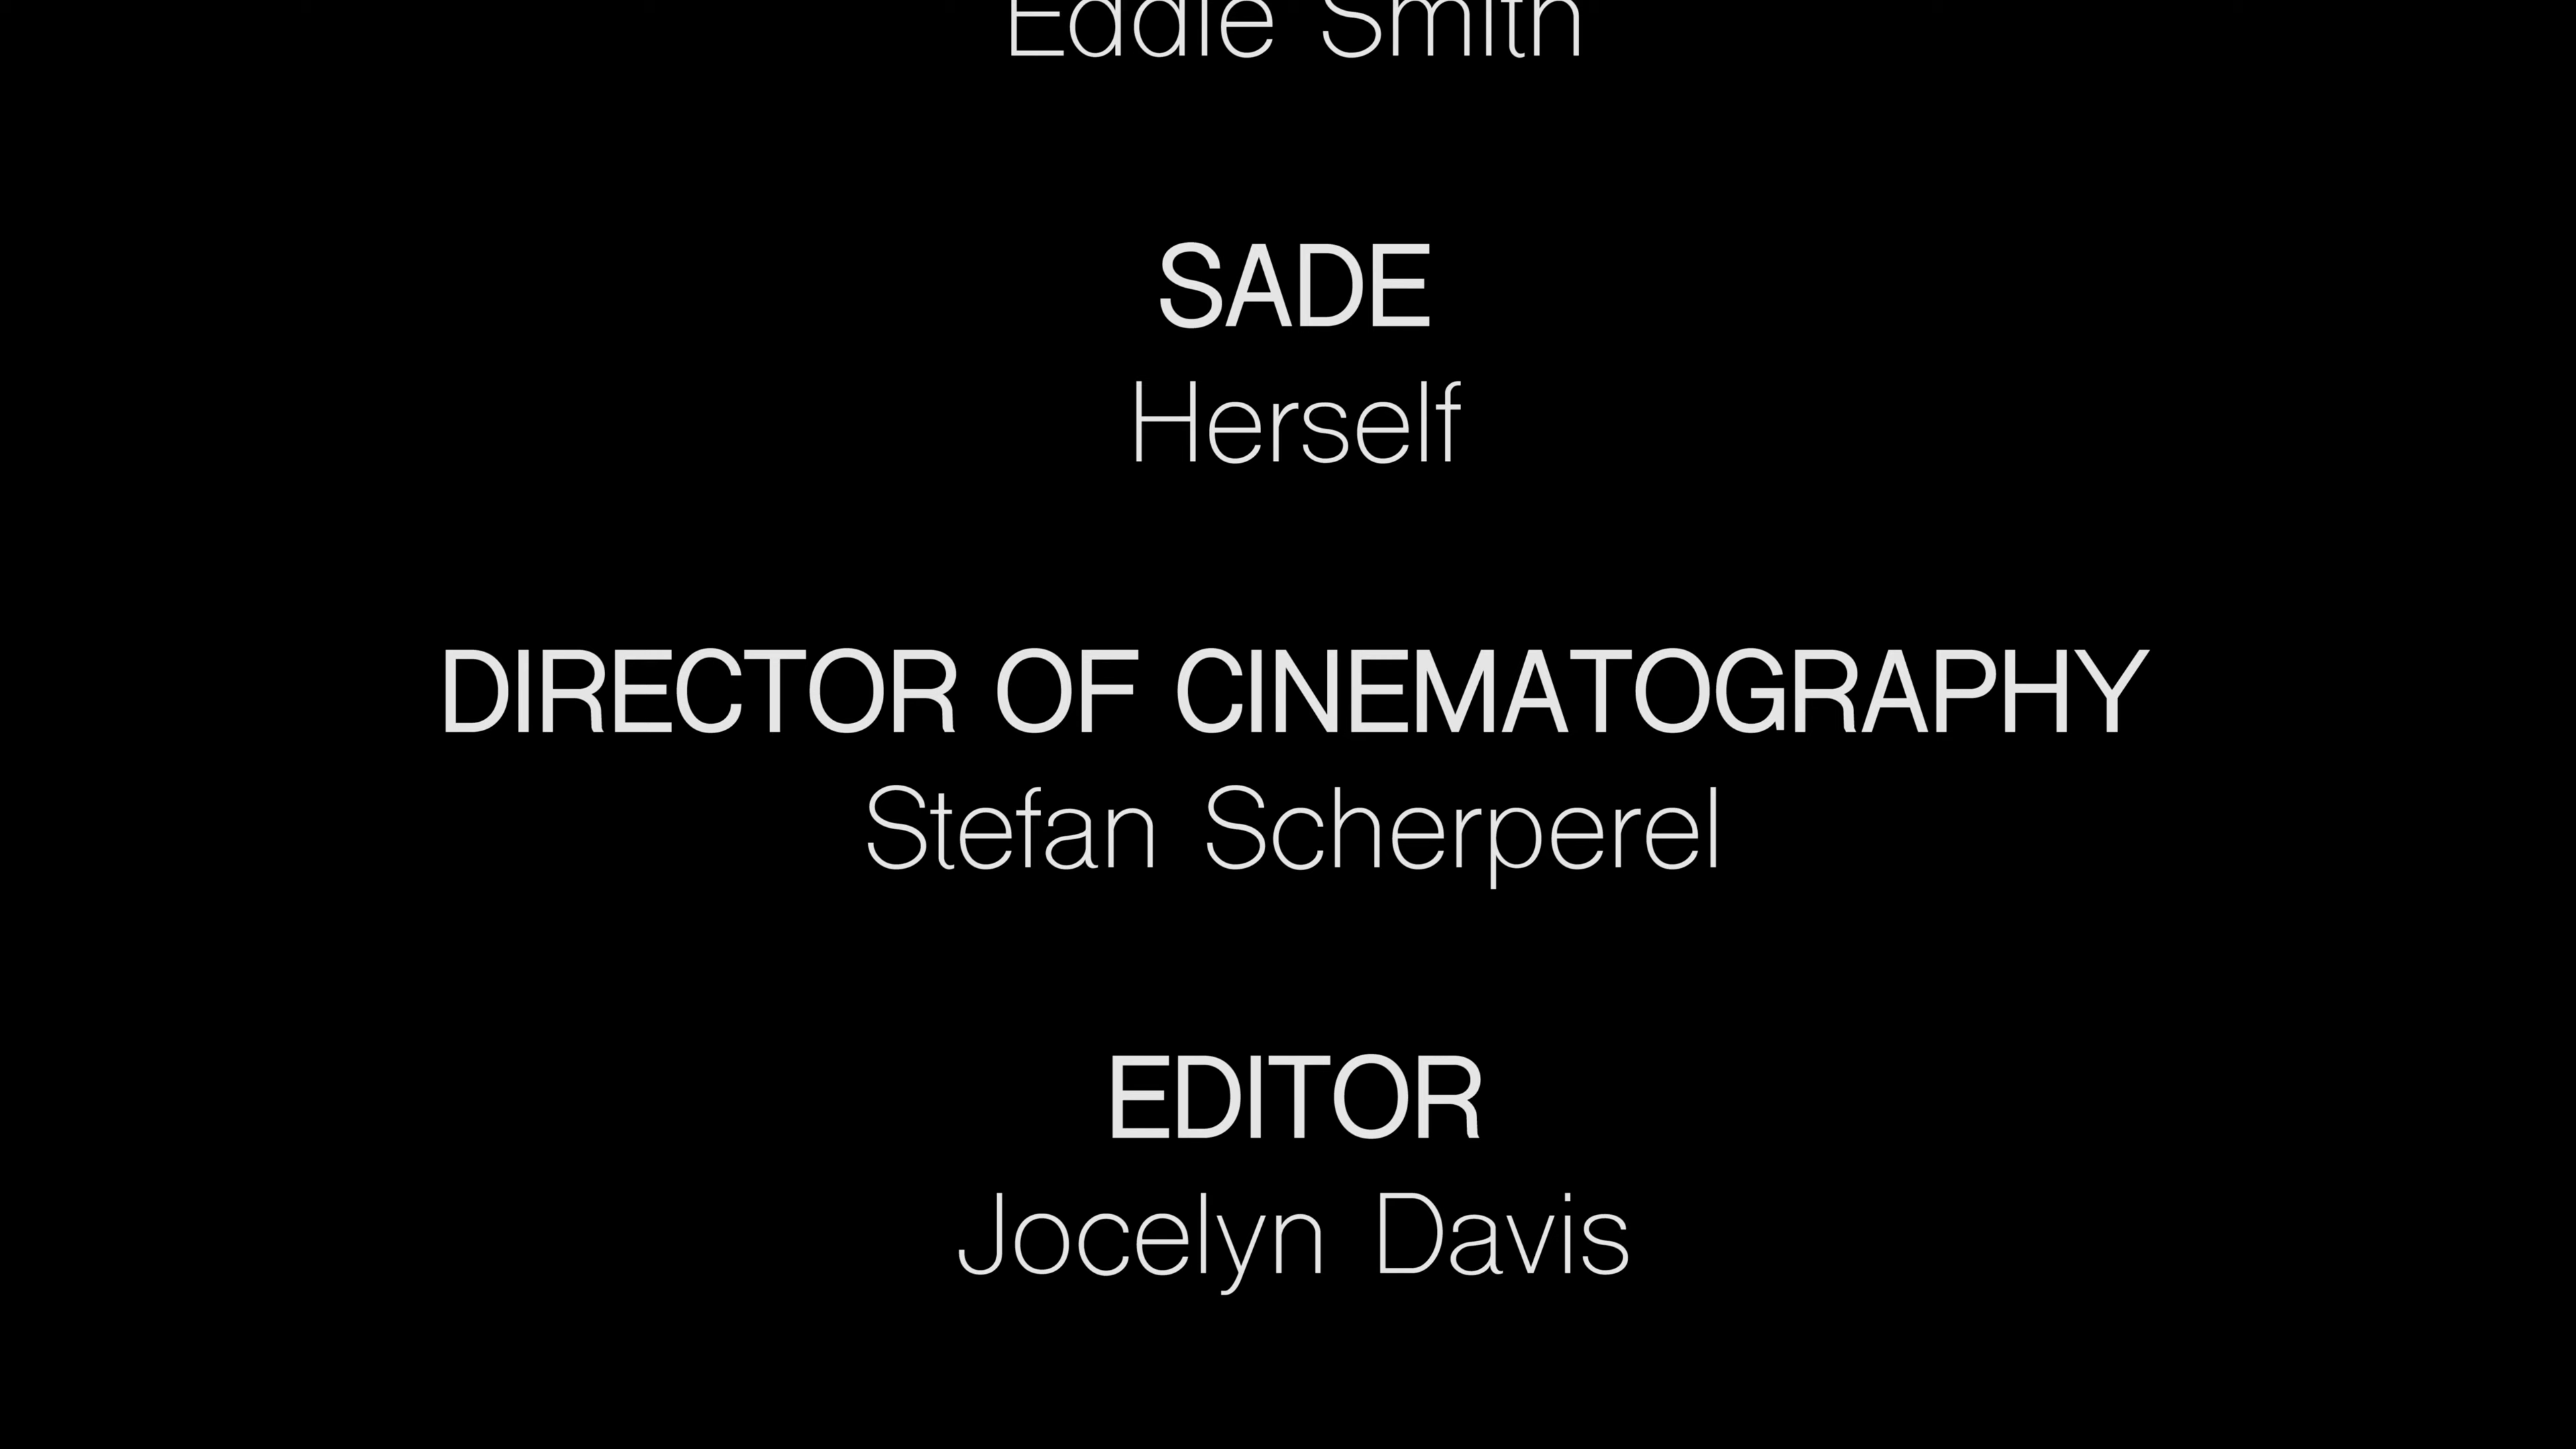 Eddie Smith
SADE
Herself
DIRECTOR OF CINEMATOGRAPHY
Stefan Scherperel
EDITOR
Jocelyn Davis